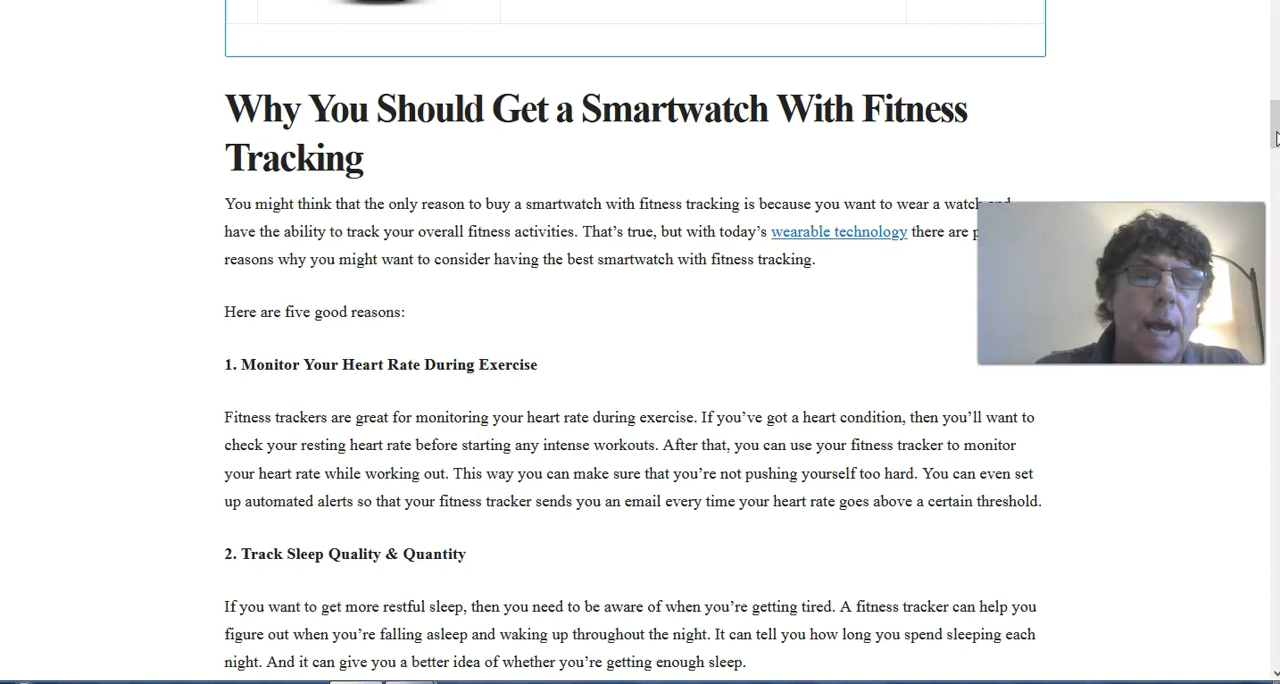 Why You Should Get a Smartwatch With Fitness
Tracking
You might think that the only reason to buy a smartwatch with fitness tracking is because you want to wear a watch
have the ability to track your overall fitness activities. That’s true, but with today’s wearable technology there are
reasons why you might want to consider having the best smartwatch with fitness tracking.
Here are five good reasons:
1. Monitor Your Heart Rate During Exercise
Fitness trackers are great for monitoring your heart rate during exercise. If you’ve got a heart condition, then you’ll want to
check your resting heart rate before starting any intense workouts. After that, you can use your fitness tracker to monitor
your heart rate while working out. This way you can make sure that you’re not pushing yourself too hard. You can even set
up automated alerts so that your fitness tracker sends you an email every time your heart rate goes above a certain threshold.
2. Track Sleep Quality & Quantity
If you want to get more restful sleep, then you need to be aware of when you’re getting tired. A fitness tracker can help you
figure out when you’re falling asleep and waking up throughout the night. It can tell you how long you spend sleeping each
night. And it can give you a better idea of whether you’re getting enough sleep.